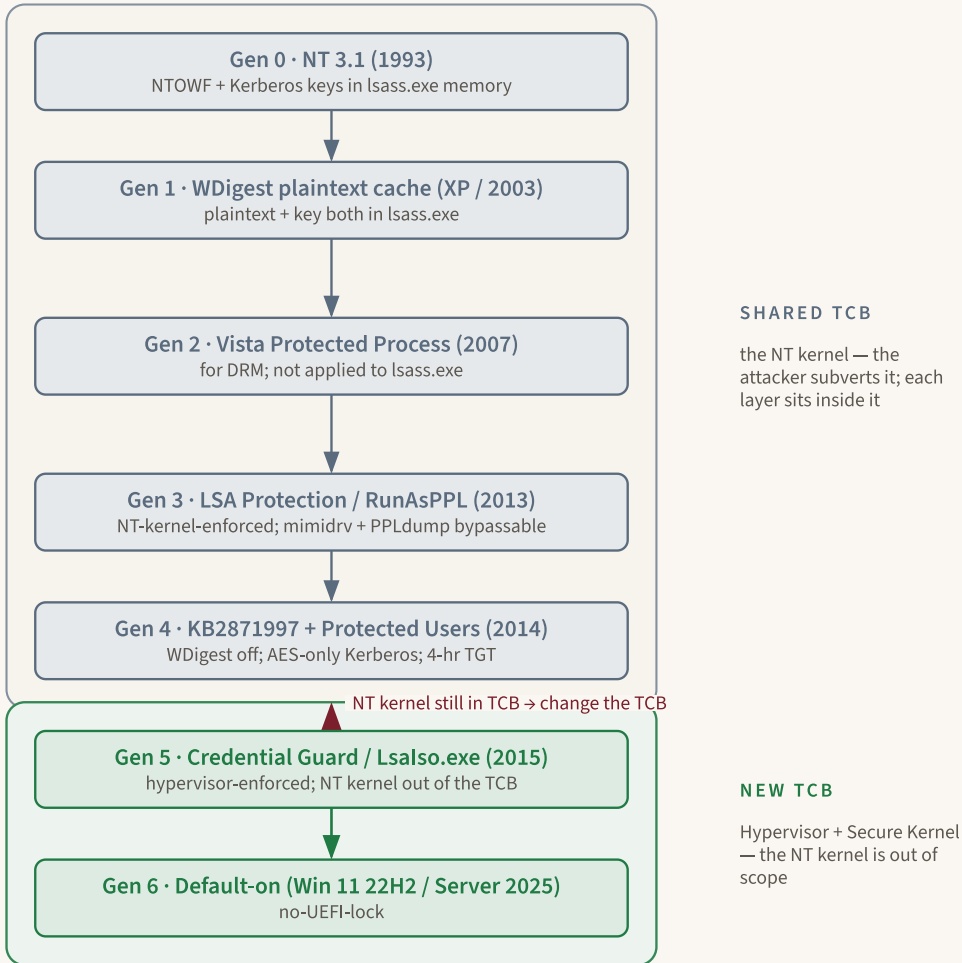 Gen 0 · NT 3.1 (1993)
NTOWF + Kerberos keys in lsass.exe memory
Gen 1 · WDigest plaintext cache (XP / 2003)
plaintext + key both in lsass.exe
Gen 2 · Vista Protected Process (2007)
for DRM; not applied to lsass.exe
SHARED TCB
the NT kernel — the
attacker subverts it; each
layer sits inside it
Gen 3 · LSA Protection / RunAsPPL (2013)
NT-kernel-enforced; mimidrv + PPLdump bypassable
Gen 4 · KB2871997 + Protected Users (2014)
WDigest off; AES-only Kerberos; 4-hr TGT
NT kernel still in TCB → change the TCB
Gen 5 · Credential Guard / LsaIso.exe (2015)
hypervisor-enforced; NT kernel out of the TCB
NEW TCB
Hypervisor + Secure Kernel
— the NT kernel is out of
scope
Gen 6 · Default-on (Win 11 22H2 / Server 2025)
no-UEFI-lock